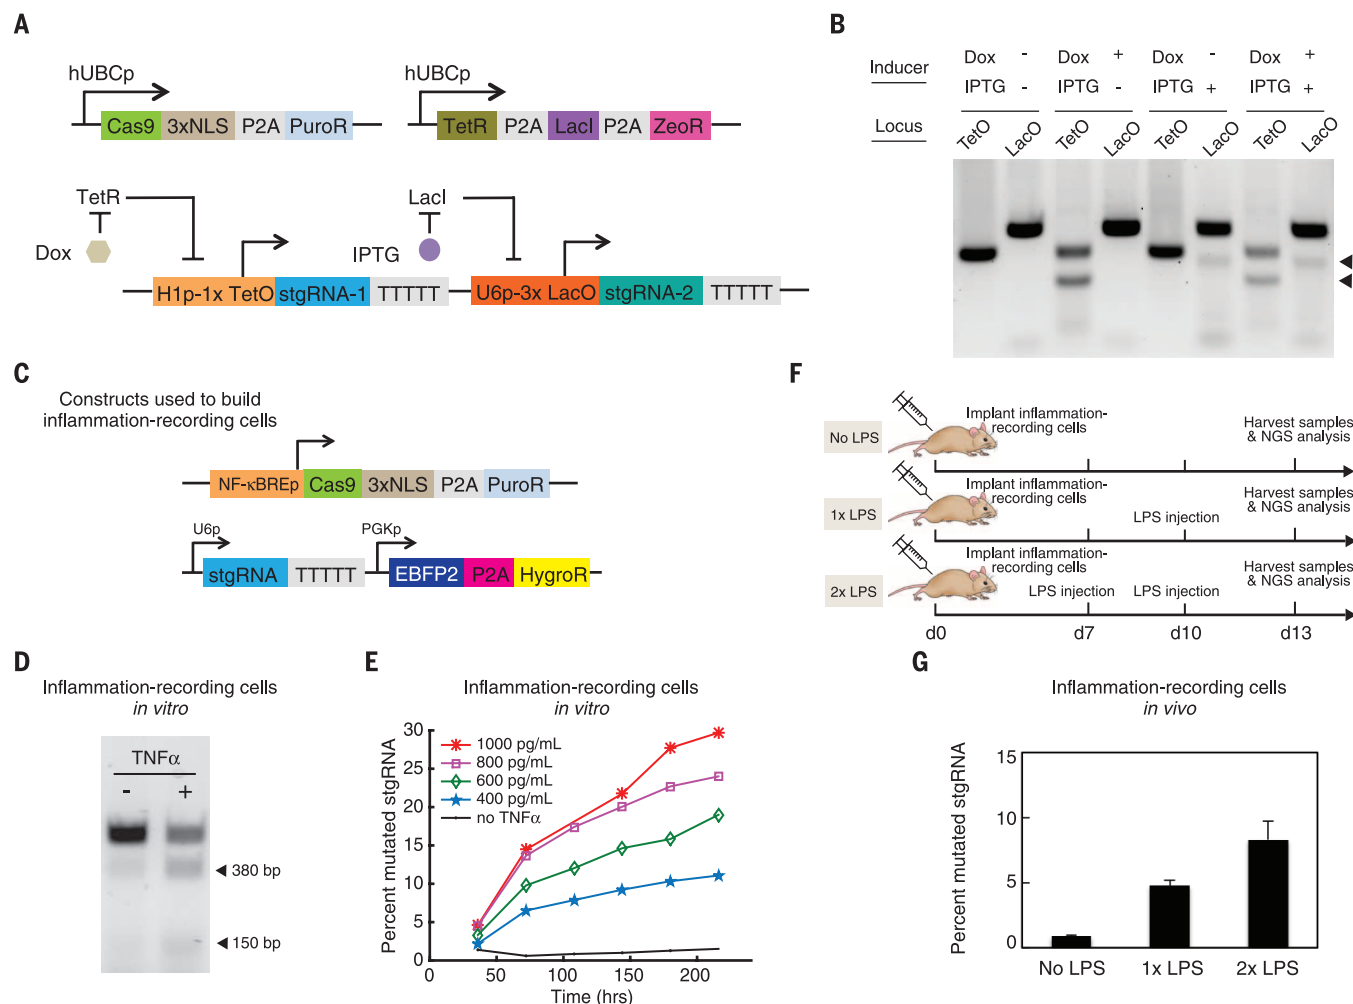 A
hUBCp
Cas9 3xNLS P2A PuroR
hUBCp
TetR P2A LacI P2A ZeoR
TetR
Dox
LacI
IPTG
H1p-1x TetO stgRNA-1 TTTTT
U6p-3x LacO stgRNA-2 TTTTT
B
Inducer
Dox - Dox + Dox - Dox +
IPTG - IPTG - IPTG + IPTG +
Locus
TetO LacO TetO LacO TetO LacO TetO LacO
C
Constructs used to build
inflammation-recording cells
NF-κBREp Cas9 3xNLS P2A PuroR
U6p
PGKp
stgRNA TTTTT EBFP2 P2A HygroR
D
Inflammation-recording cells
in vitro
TNFα
- +
380 bp
150 bp
E
Inflammation-recording cells
in vitro
Percent mutated stgRNA
30
25
20
15
10
5
0
1000 pg/mL
800 pg/mL
600 pg/mL
400 pg/mL
no TNFα
0 50 100 150 200
Time (hrs)
F
No LPS
Implant inflammation-
recording cells
Harvest samples
& NGS analysis
1x LPS
Implant inflammation-
recording cells
LPS injection
Harvest samples
& NGS analysis
2x LPS
Implant inflammation-
recording cells
LPS injection
LPS injection
Harvest samples
& NGS analysis
d0 d7 d10 d13
G
Inflammation-recording cells
in vivo
Percent mutated stgRNA
15
10
5
0
No LPS 1x LPS 2x LPS